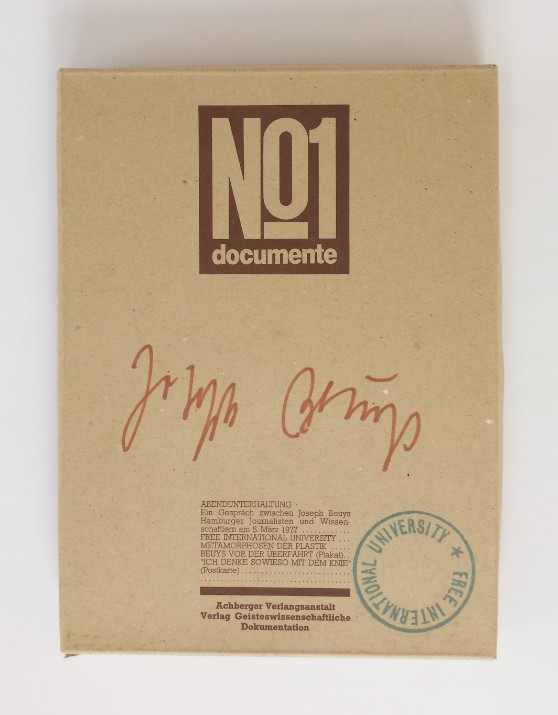 No1
documente
Joseph Beuys
ABENDUNTERHALTUNG .
Ein Gespräch zwischen Joseph Beuys
Hamburger Journalisten und Wissen-
schaftlern am 5. März 1977 ............
FREE INTERNATIONAL UNIVERSITY ...
METAMORPHOSEN DER PLASTIK .....
BEUYS VOR DER ÜBERFAHRT (Plakat)...
"ICH DENKE SOWIESO MIT DEM KNIE"
(Postkarte) ...........................
Achberger Verlangsanstalt
Verlag Geisteswissenschaftliche
Dokumentation
FREE INTERNATIONAL UNIVERSITY ★